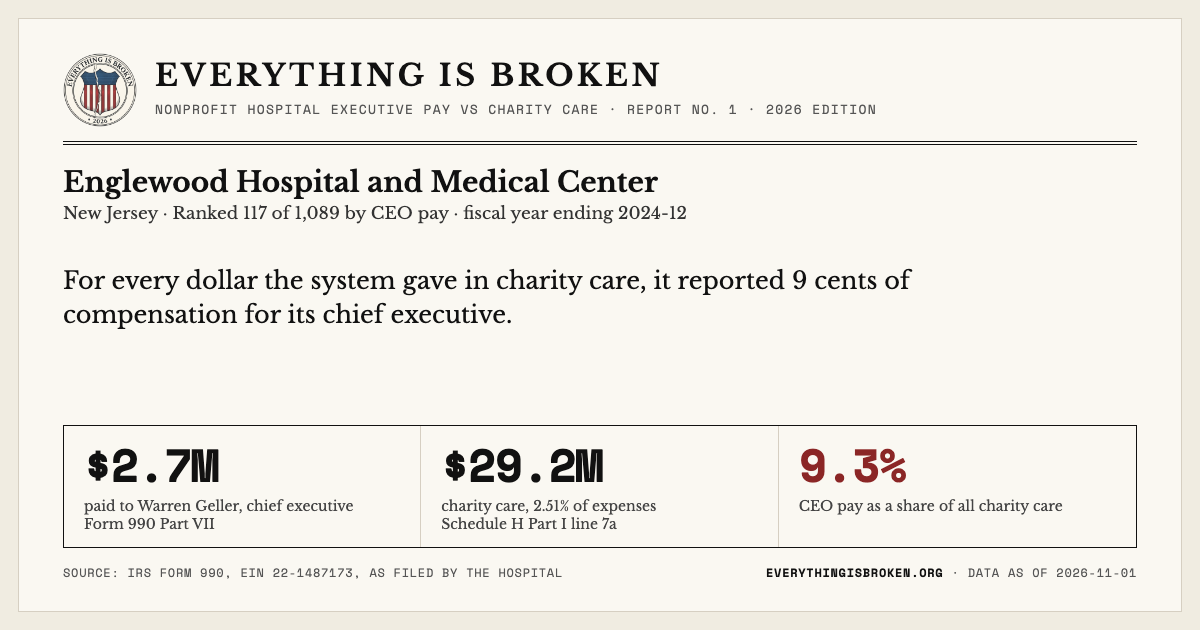 EVERYTHING IS BROKEN
2026
EVERYTHING IS BROKEN
NONPROFIT HOSPITAL EXECUTIVE PAY VS CHARITY CARE · REPORT NO. 1 · 2026 EDITION
Englewood Hospital and Medical Center
New Jersey · Ranked 117 of 1,089 by CEO pay · fiscal year ending 2024-12
For every dollar the system gave in charity care, it reported 9 cents of
compensation for its chief executive.
$2.7M
paid to Warren Geller, chief executive
Form 990 Part VII
$29.2M
charity care, 2.51% of expenses
Schedule H Part I line 7a
9.3%
CEO pay as a share of all charity care
SOURCE: IRS FORM 990, EIN 22-1487173, AS FILED BY THE HOSPITAL
EVERYTHINGISBROKEN.ORG · DATA AS OF 2026-11-01